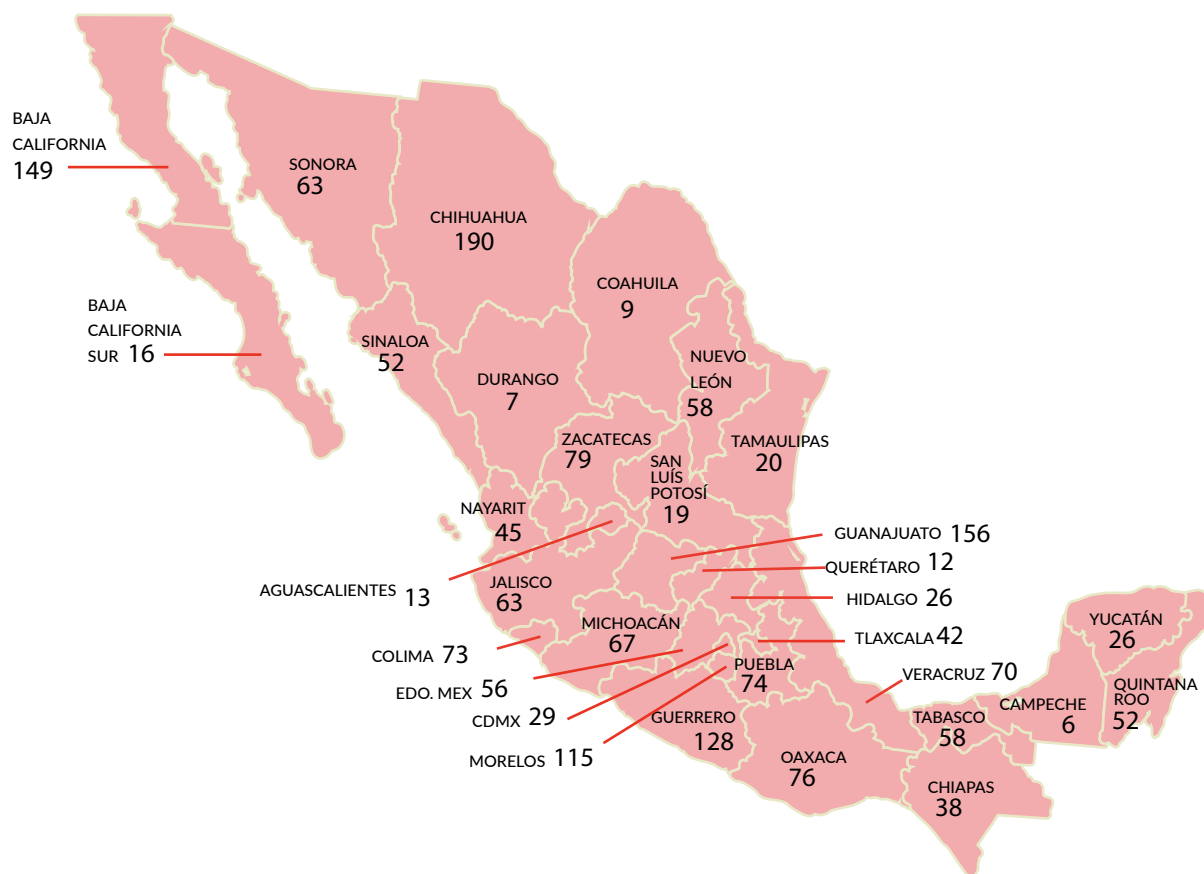 BAJA
CALIFORNIA
149
SONORA
63
CHIHUAHUA
190
COAHUILA
9
BAJA
CALIFORNIA
SUR 16
SINALOA
52
DURANGO
7
NUEVO
LEÓN
58
ZACATECAS
79
SAN
LUÍS
POTOSÍ
19
TAMAULIPAS
20
NAYARIT
45
GUANAJUATO 156
QUERÉTARO 12
HIDALGO 26
AGUASCALIENTES 13
JALISCO
63
MICHOACÁN
67
TLAXCALA 42
YUCATÁN
26
COLIMA 73
EDO. MEX 56
CDMX 29
MORELOS 115
PUEBLA
74
VERACRUZ 70
GUERRERO
128
OAXACA
76
TABASCO
58
CAMPECHE
6
QUINTANA
ROO
52
CHIAPAS
38